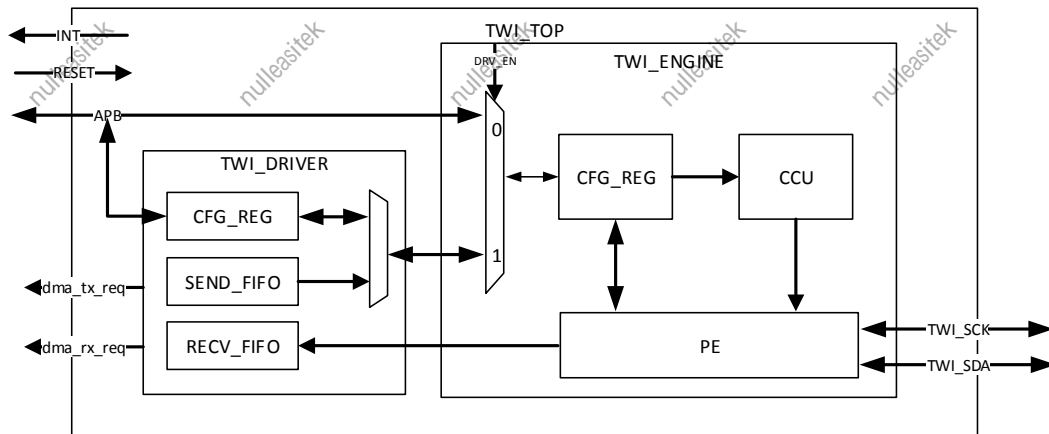 INT
TWI_TOP
RESET
DRV_EN
TWI_ENGINE
nulleasitek
nulleasitek
nulleasitek
nulleasitek
APB
0
TWI_DRIVER
CFG_REG
CFG_REG
CCU
1
SEND_FIFO
dma_tx_req
RECV_FIFO
dma_rx_req
PE
TWI_SCK
TWI_SDA